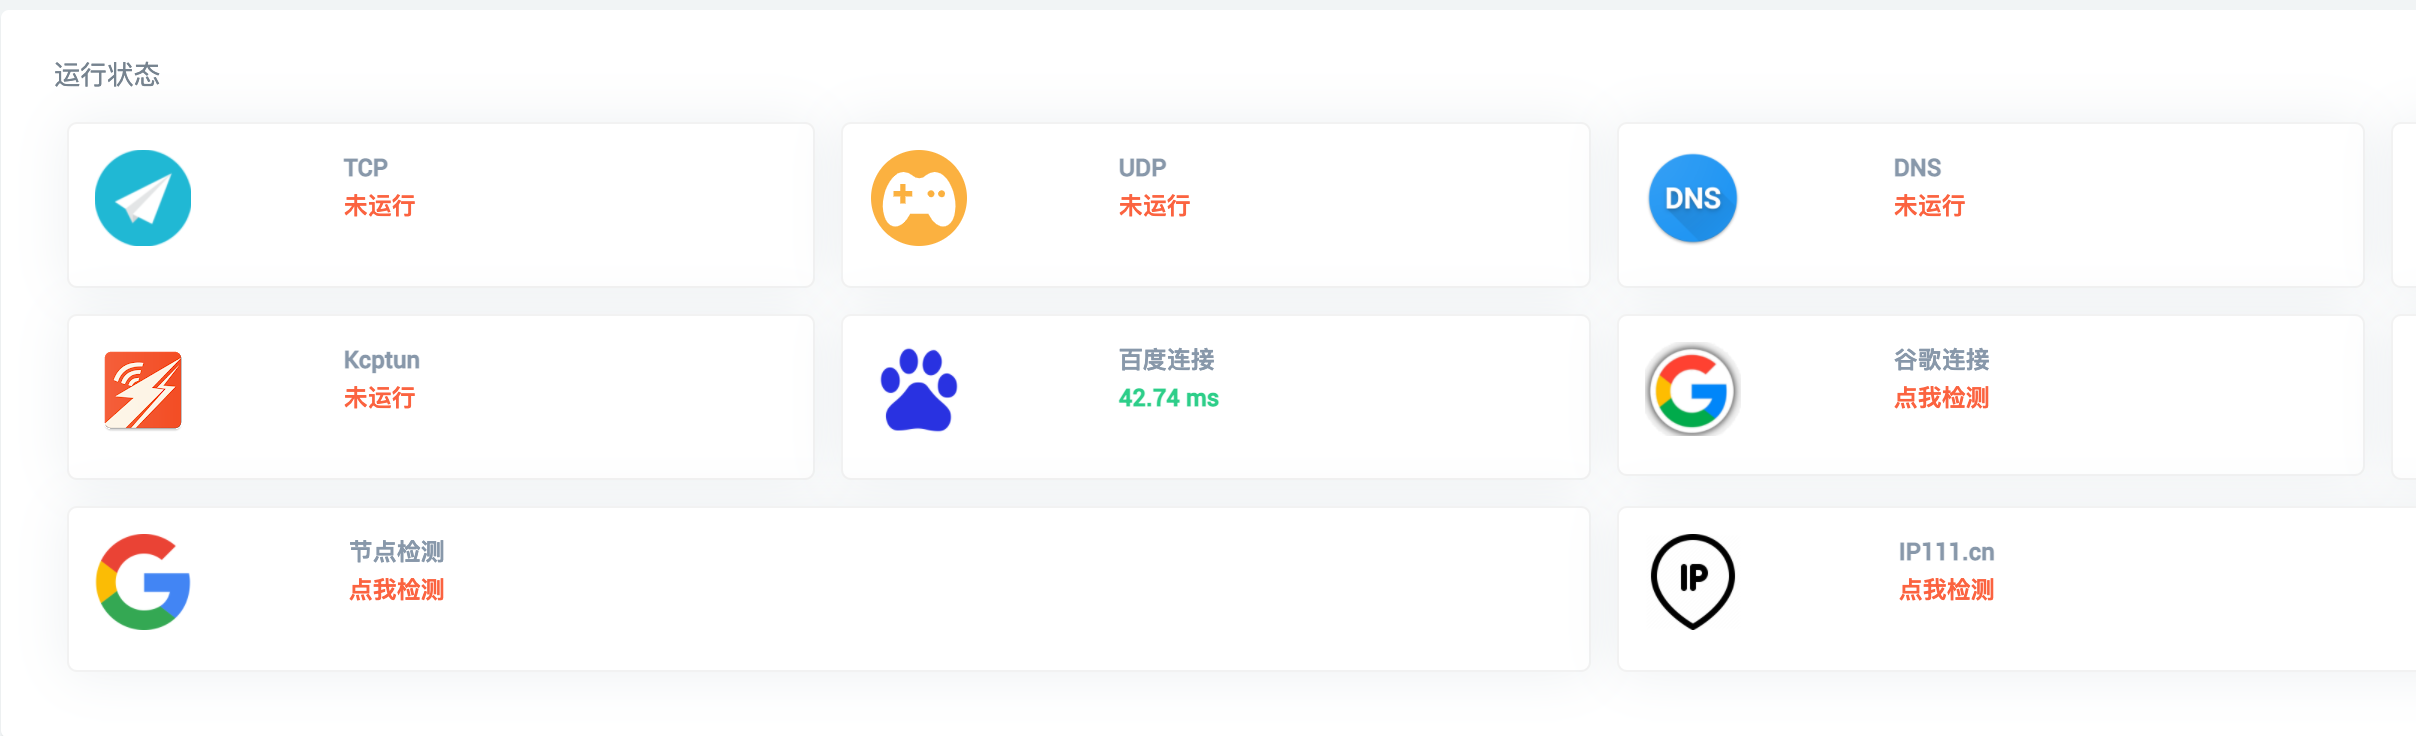 运行状态
TCP
未运行
UDP
未运行
DNS
DNS
未运行
Kcptun
未运行
百度连接
42.74 ms
谷歌连接
点我检测
节点检测
点我检测
IP
IP111.cn
点我检测